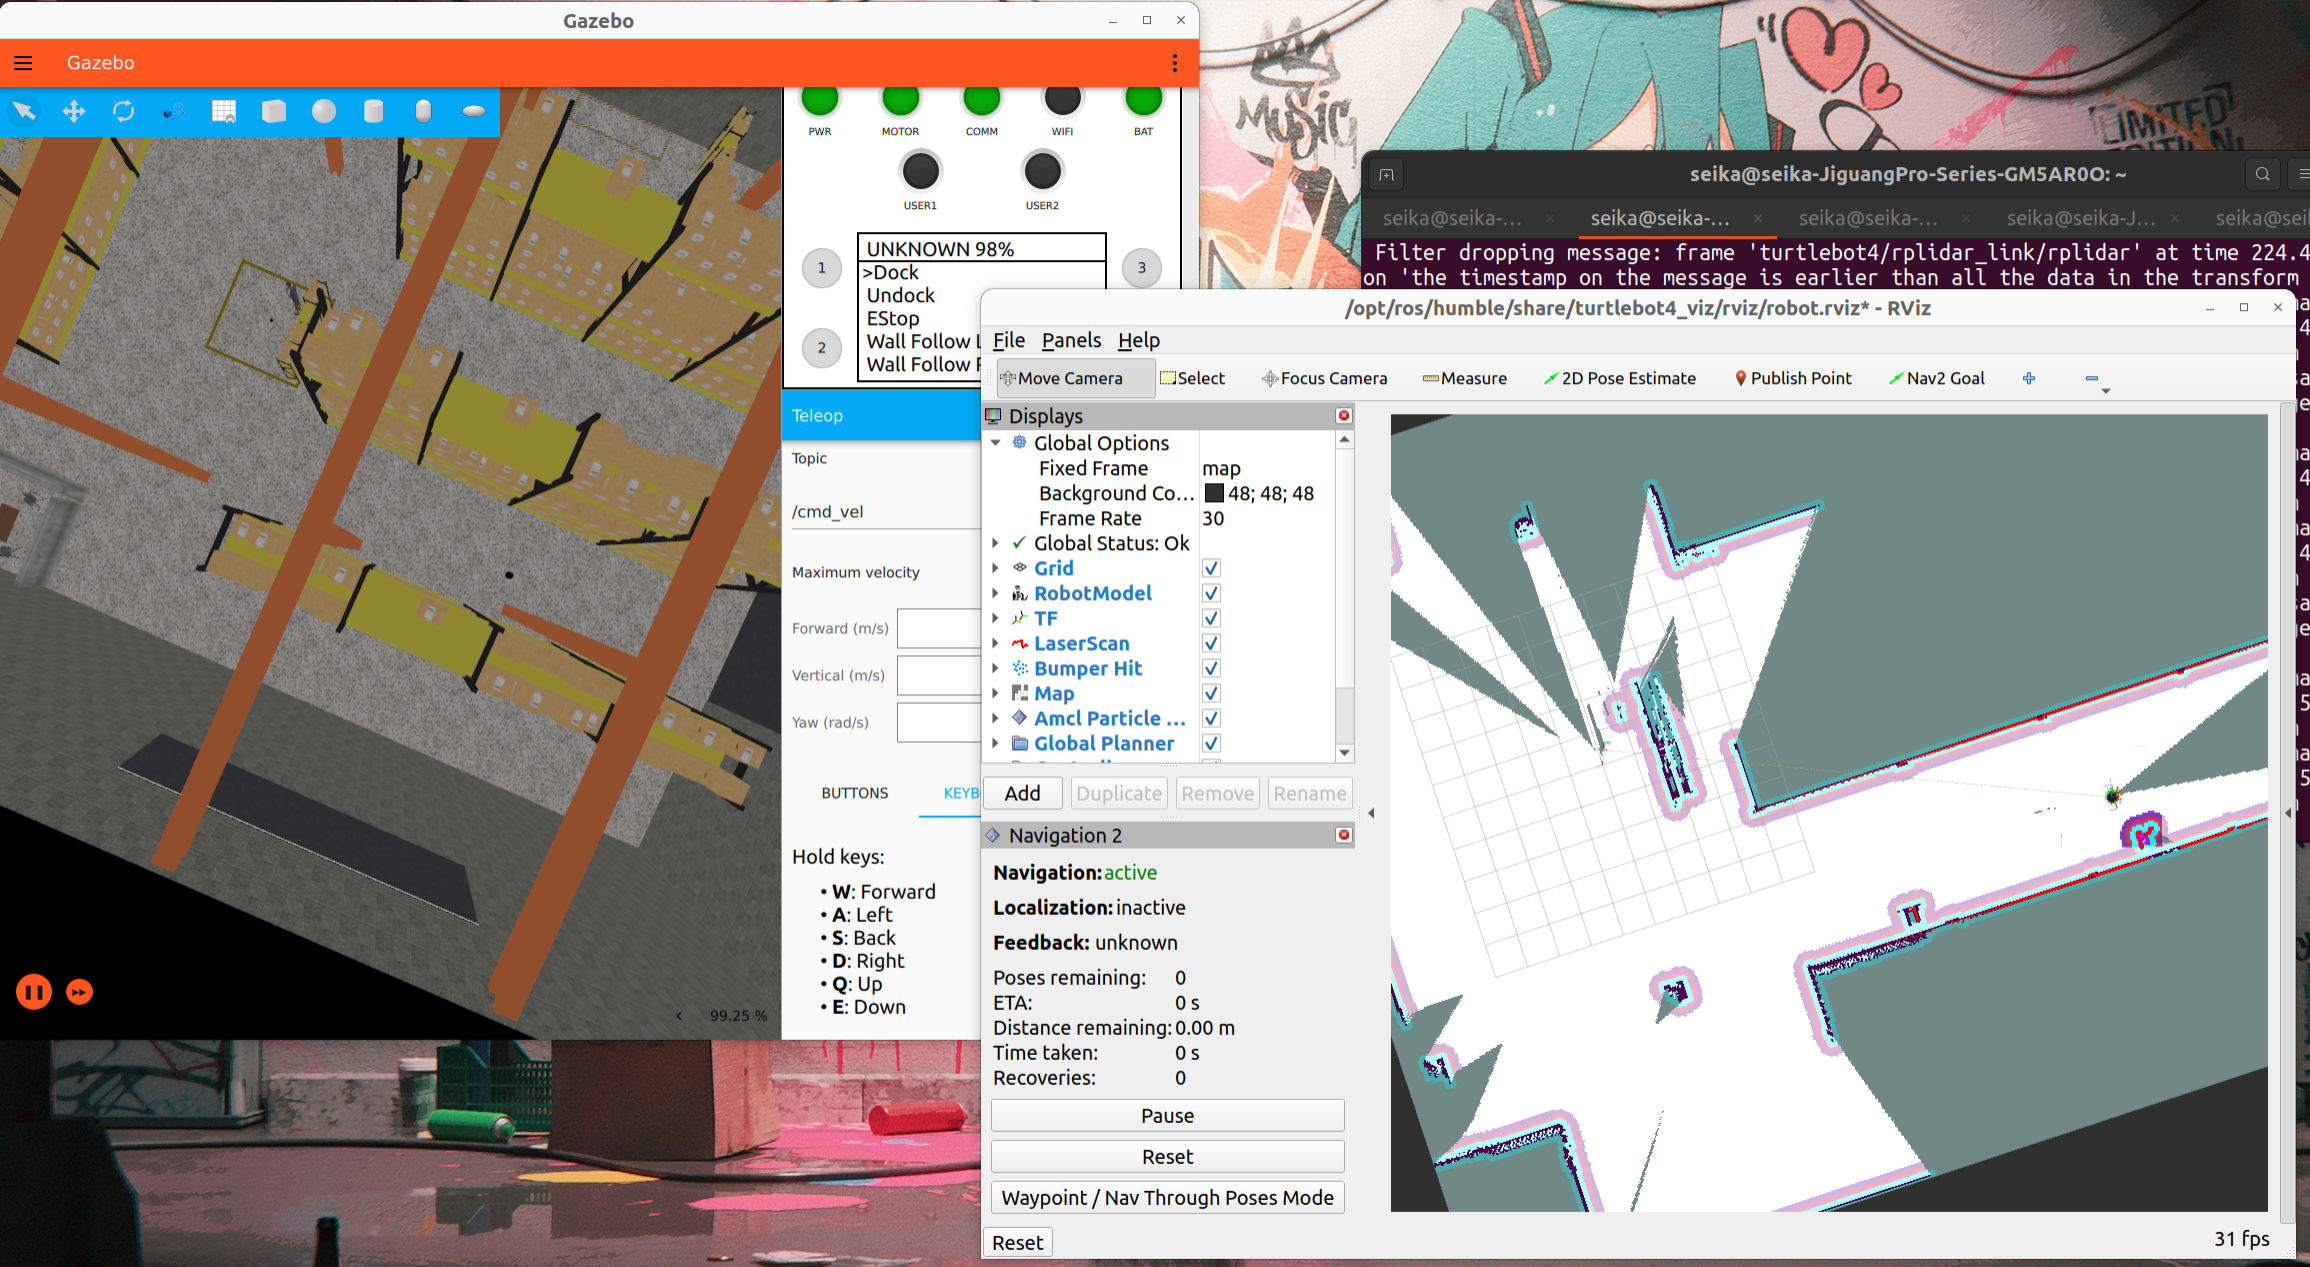 Gazebo
Gazebo
PWR
MOTOR
COMM
WIFI
BAT
USER1
USER2
1
2
3
UNKNOWN 98%
>Dock
Undock
EStop
Wall Follow L
Wall Follow
Teleop
Topic
/cmd_vel
Maximum velocity
Forward (m/s)
Vertical (m/s)
Yaw (rad/s)
BUTTONS
KEYB
Hold keys:
• W: Forward
• A: Left
• S: Back
• D: Right
• Q: Up
• E: Down
99.25 %
MUSIC
LIMITED
EDITION
seika@seika-JiguangPro-Series-GM5AR0O: ~
seika@seika-...
seika@seika-...
seika@seika-...
seika@seika-J...
seika@sei
Filter dropping message: frame 'turtlebot4/rplidar_link/rplidar' at time 224.4
on 'the timestamp on the message is earlier than all the data in the transform
/opt/ros/humble/share/turtlebot4_viz/rviz/robot.rviz* - RViz
File Panels Help
Move Camera
Select
Focus Camera
Measure
2D Pose Estimate
Publish Point
Nav2 Goal
Displays
Global Options
Fixed Frame map
Background Co... 48; 48; 48
Frame Rate 30
Global Status: Ok
Grid
RobotModel
TF
LaserScan
Bumper Hit
Map
Amcl Particle ...
Global Planner
Add Duplicate Remove Rename
Navigation 2
Navigation: active
Localization: inactive
Feedback: unknown
Poses remaining: 0
ETA: 0 s
Distance remaining: 0.00 m
Time taken: 0 s
Recoveries: 0
Pause
Reset
Waypoint / Nav Through Poses Mode
Reset
31 fps